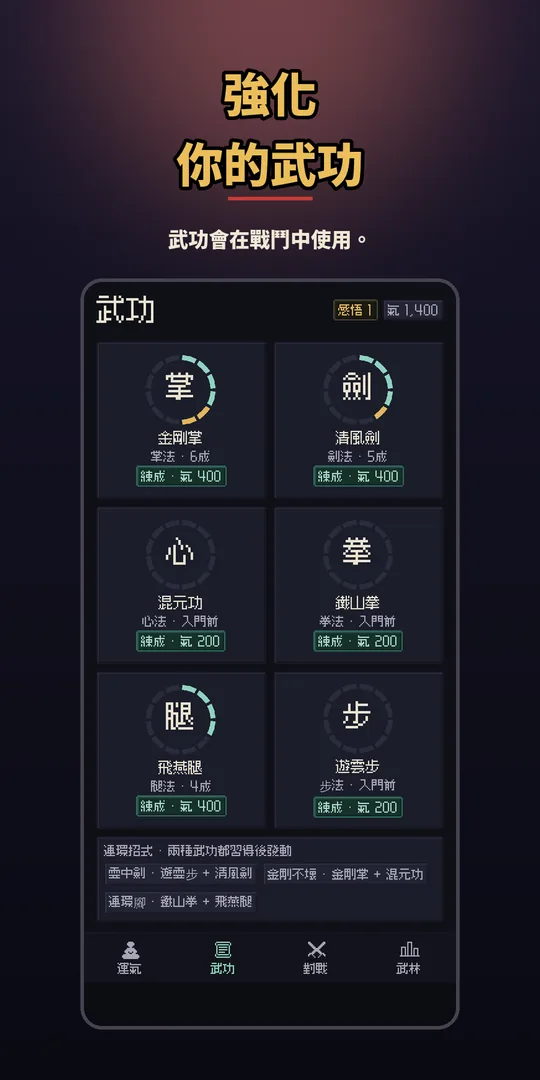 強化
你的武功
武功會在戰鬥中使用。
武功
感悟 1
氣 1,400
掌
金剛掌
掌法 · 6成
練成 · 氣 400
劍
清風劍
劍法 · 5成
練成 · 氣 400
心
混元功
心法 · 入門前
練成 · 氣 200
拳
鐵山拳
拳法 · 入門前
練成 · 氣 200
腿
飛燕腿
腿法 · 4成
練成 · 氣 400
步
遊雲步
步法 · 入門前
練成 · 氣 200
連環招式 · 兩種武功都習得後發動
雲中劍 · 遊雲步 + 清風劍
金剛不壞 · 金剛掌 + 混元功
連環腳 · 鐵山拳 + 飛燕腿
運氣
武功
對戰
武林